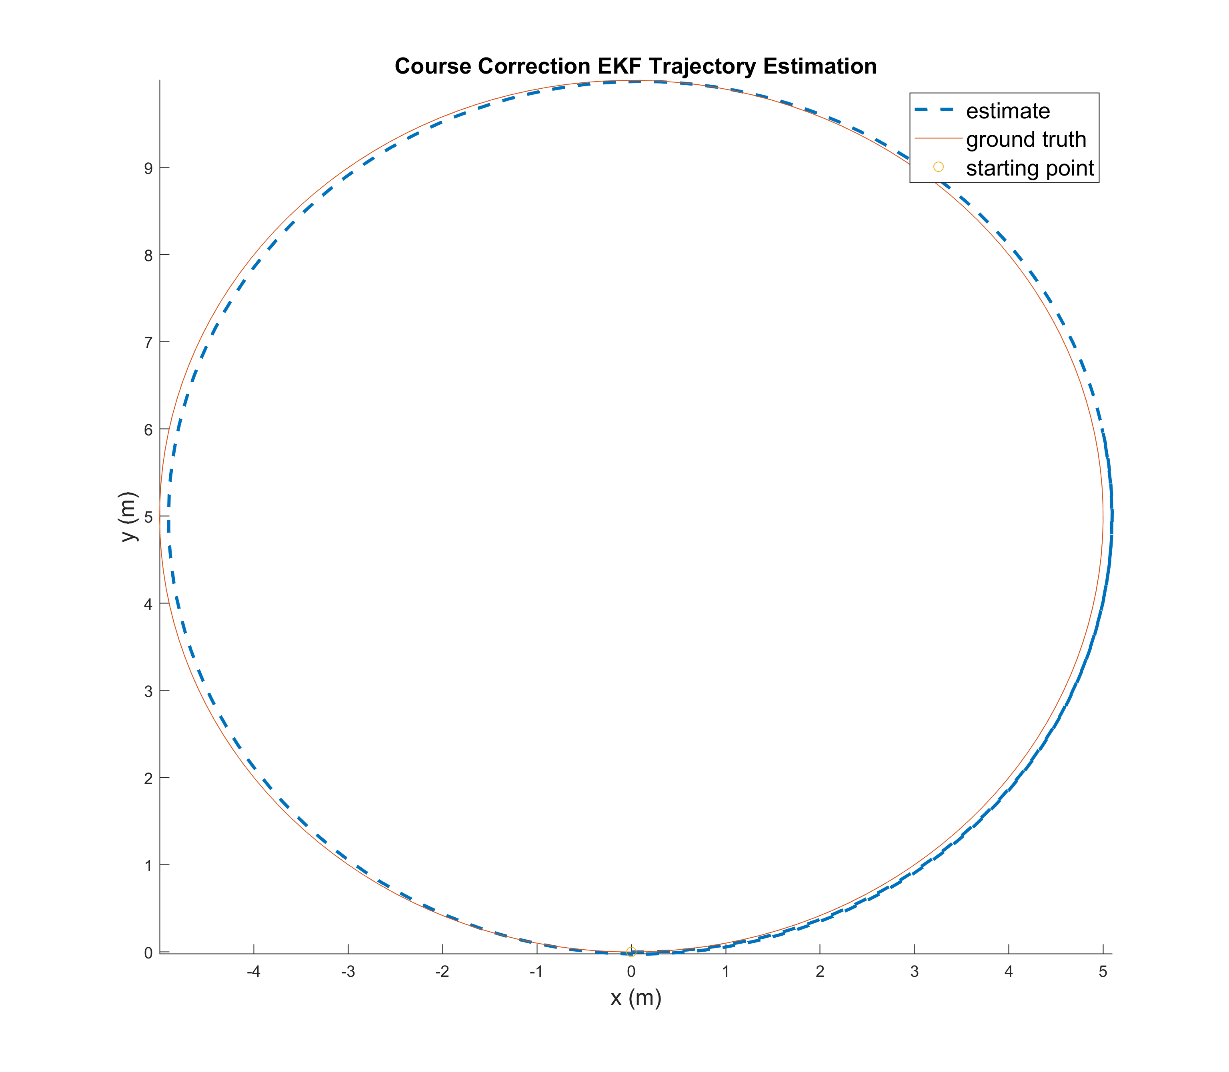 Course Correction EKF Trajectory Estimation
estimate
ground truth
starting point
9
8
7
6
5
4
3
2
1
0
y (m)
-4 -3 -2 -1 0 1 2 3 4 5
x (m)